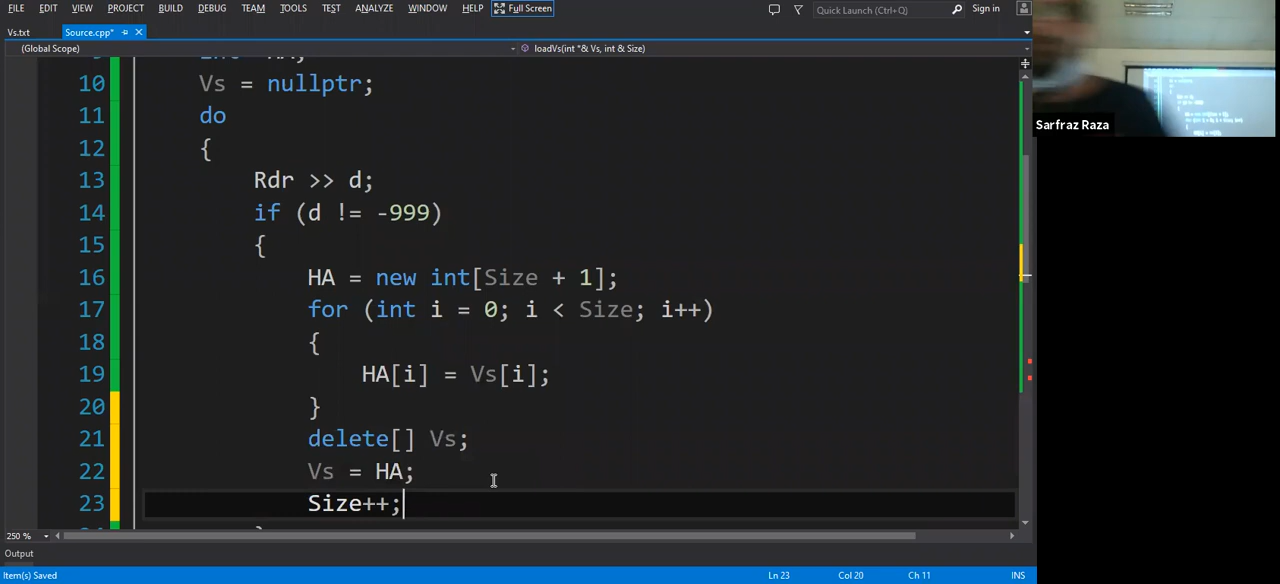 FILE EDIT VIEW PROJECT BUILD DEBUG TEAM TOOLS TEST ANALYZE WINDOW HELP Full Screen Quick Launch (Ctrl+Q) Sign in
Vs.txt Source.cpp*
(Global Scope) loadVs(int *& Vs, int & Size)
10 Vs = nullptr;
11 do
12 {
13 Rdr >> d;
14 if (d != -999)
15 {
16 HA = new int[Size + 1];
17 for (int i = 0; i < Size; i++)
18 {
19 HA[i] = Vs[i];
20 }
21 delete[] Vs;
22 Vs = HA;
23 Size++;
250 %
Output
Item(s) Saved Ln 23 Col 20 Ch 11 INS
Sarfraz Raza